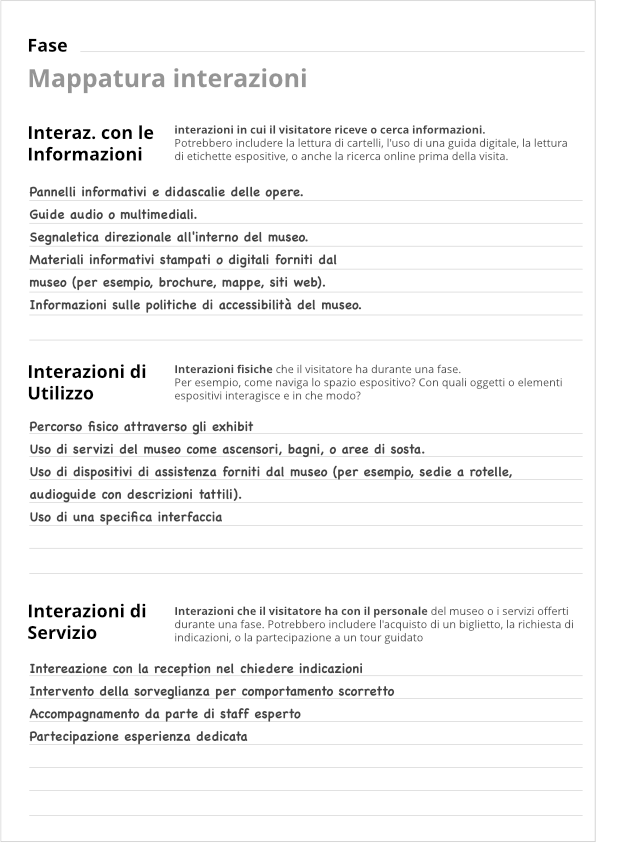 Fase
Mappatura interazioni
Interaz. con le
Informazioni
interazioni in cui il visitatore riceve o cerca informazioni.
Potrebbero includere la lettura di cartelli, l'uso di una guida digitale, la lettura
di etichette espositive, o anche la ricerca online prima della visita.
Pannelli informativi e didascalie delle opere.
Guide audio o multimediali.
Segnaletica direzionale all'interno del museo.
Materiali informativi stampati o digitali forniti dal
museo (per esempio, brochure, mappe, siti web).
Informazioni sulle politiche di accessibilità del museo.
Interazioni di
Utilizzo
Interazioni fisiche che il visitatore ha durante una fase.
Per esempio, come naviga lo spazio espositivo? Con quali oggetti o elementi
espositivi interagisce e in che modo?
Percorso fisico attraverso gli exhibit
Uso di servizi del museo come ascensori, bagni, o aree di sosta.
Uso di dispositivi di assistenza forniti dal museo (per esempio, sedie a rotelle,
audioguide con descrizioni tattili).
Uso di una specifica interfaccia
Interazioni di
Servizio
Interazioni che il visitatore ha con il personale del museo o i servizi offerti
durante una fase. Potrebbero includere l'acquisto di un biglietto, la richiesta di
indicazioni, o la partecipazione a un tour guidato
Intereazione con la reception nel chiedere indicazioni
Intervento della sorveglianza per comportamento scorretto
Accompagnamento da parte di staff esperto
Partecipazione esperienza dedicata